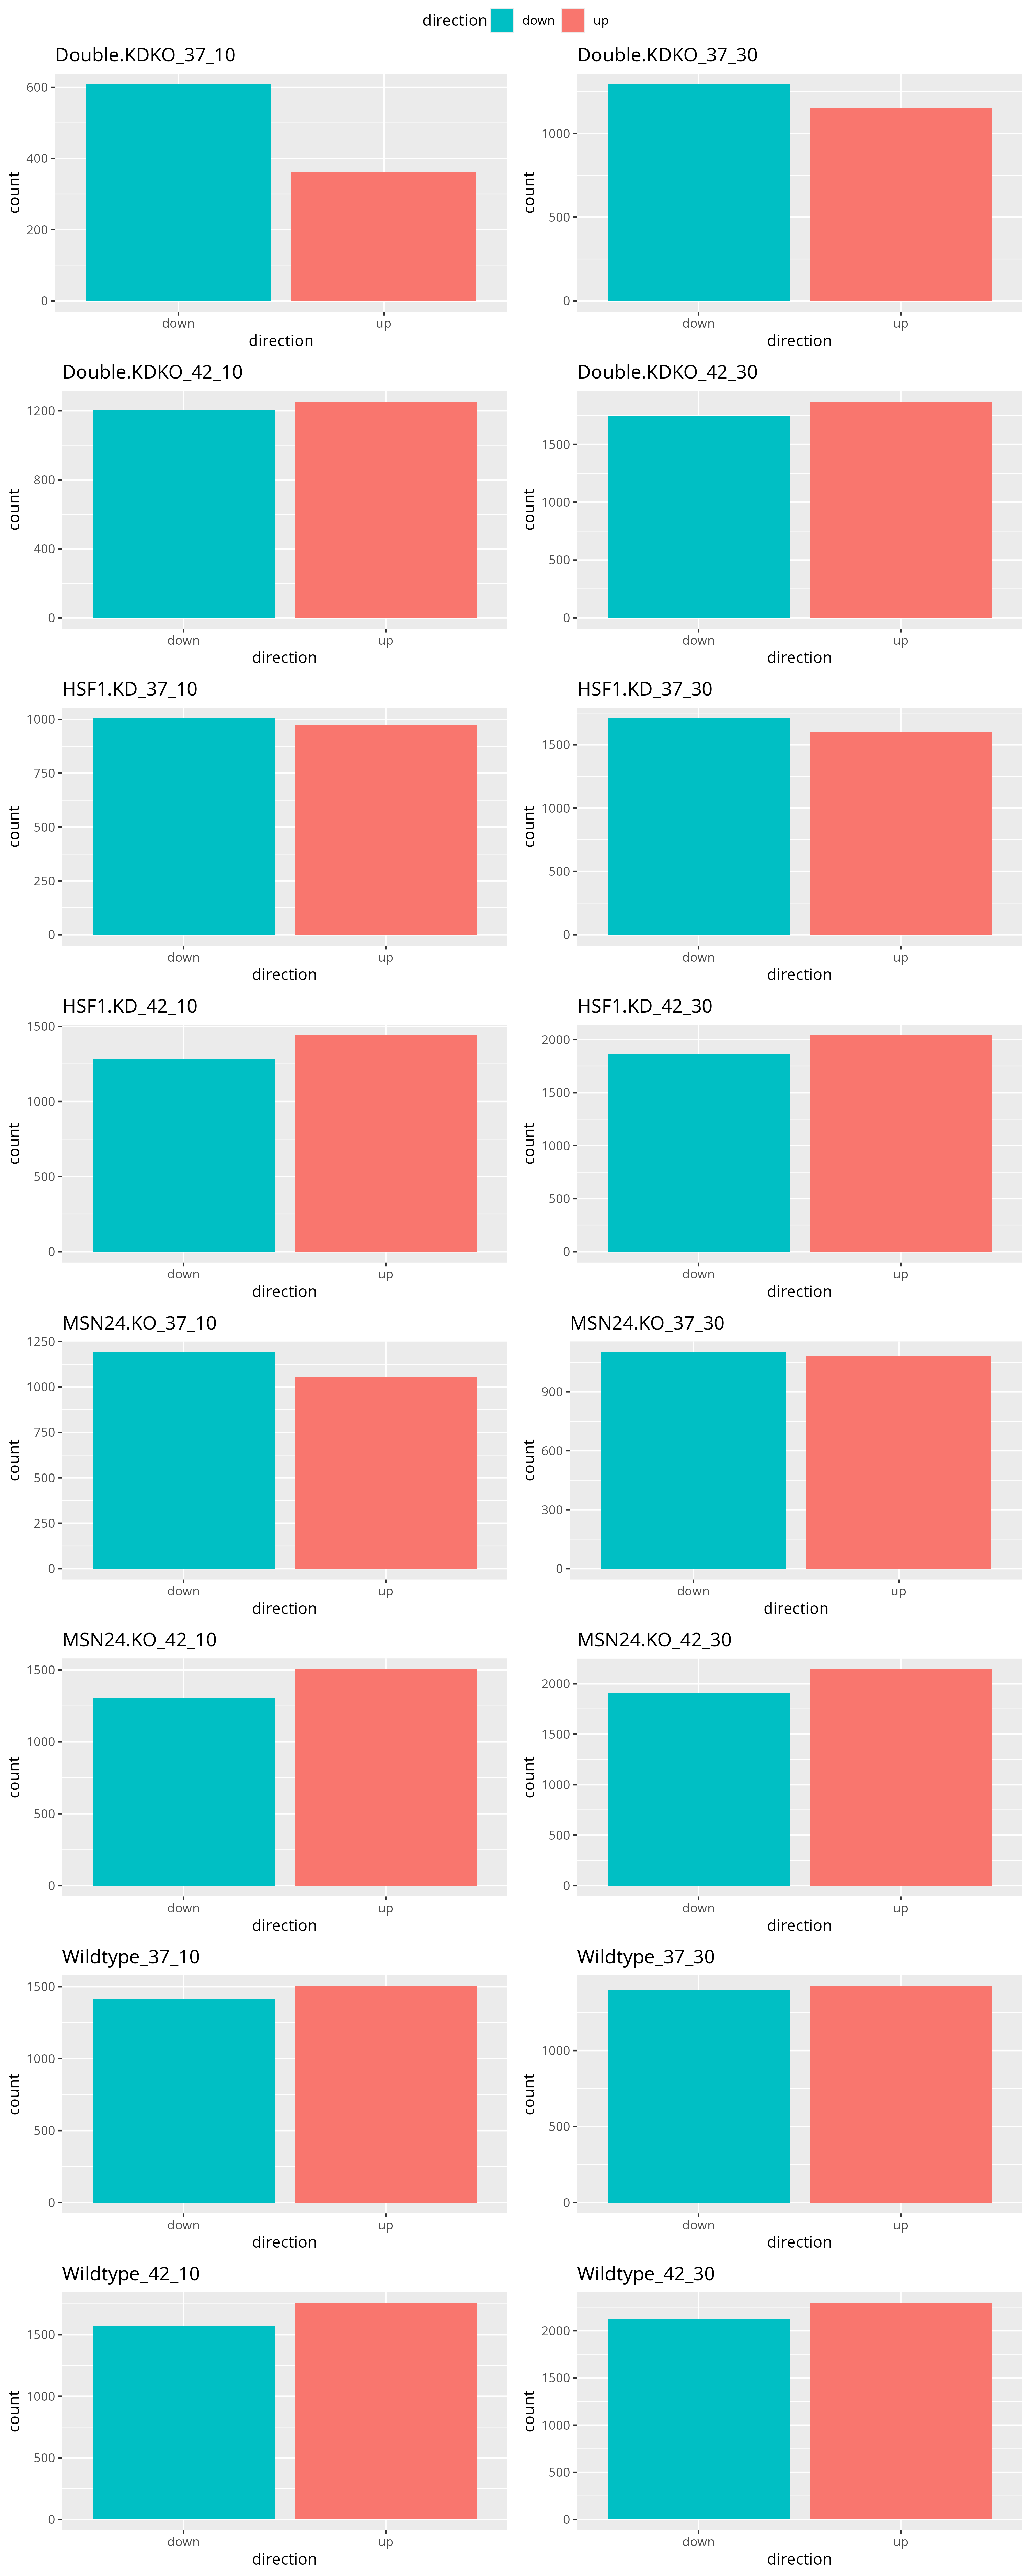 direction down up
Double.KDKO_37_10
600
400
200
0
count
down up
direction
Double.KDKO_37_30
1000
500
0
count
down up
direction
Double.KDKO_42_10
1200
800
400
0
count
down up
direction
Double.KDKO_42_30
1500
1000
500
0
count
down up
direction
HSF1.KD_37_10
1000
750
500
250
0
count
down up
direction
HSF1.KD_37_30
1500
1000
500
0
count
down up
direction
HSF1.KD_42_10
1500
1000
500
0
count
down up
direction
HSF1.KD_42_30
2000
1500
1000
500
0
count
down up
direction
MSN24.KO_37_10
1250
1000
750
500
250
0
count
down up
direction
MSN24.KO_37_30
900
600
300
0
count
down up
direction
MSN24.KO_42_10
1500
1000
500
0
count
down up
direction
MSN24.KO_42_30
2000
1500
1000
500
0
count
down up
direction
Wildtype_37_10
1500
1000
500
0
count
down up
direction
Wildtype_37_30
1000
500
0
count
down up
direction
Wildtype_42_10
1500
1000
500
0
count
down up
direction
Wildtype_42_30
2000
1500
1000
500
0
count
down up
direction